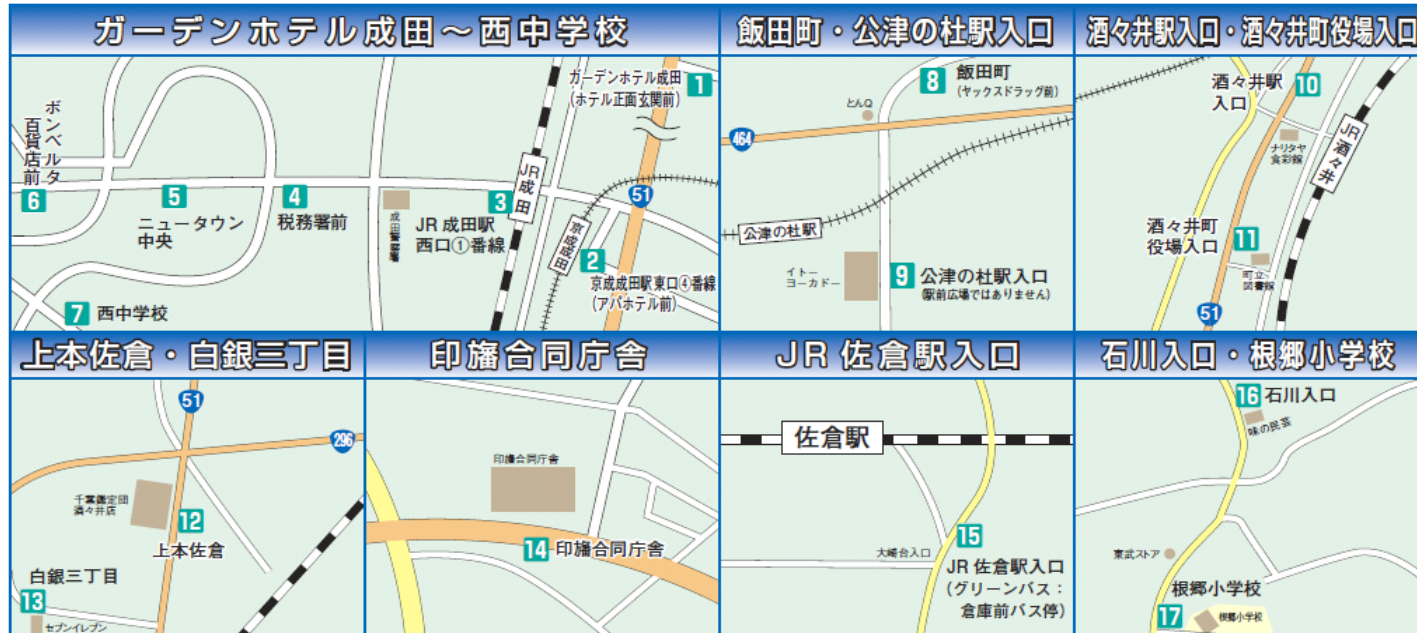 ガーデンホテル成田～西中学校
ガーデンホテル成田
(ホテル正面玄関前)
1
ボンベルタ
百貨店前
6
5
ニュータウン
中央
4
税務署前
成田警察署
3
JR 成田駅
西口①番線
JR成田
京成成田
51
2
京成成田駅東口④番線
(アパホテル前)
7
西中学校
飯田町・公津の杜駅入口
8
飯田町
(ヤックスドラッグ前)
とんQ
464
公津の杜駅
イトー
ヨーカドー
9
公津の杜駅入口
(駅前広場ではありません)
酒々井駅入口・酒々井町役場入口
酒々井駅
入口
10
ナリタヤ
食彩館
JR酒々井
酒々井町
役場入口
11
町立
図書館
51
上本佐倉・白銀三丁目
51
296
千葉鑑定団
酒々井店
12
上本佐倉
白銀三丁目
13
セブンイレブン
印旛合同庁舎
印旛合同庁舎
14
印旛合同庁舎
JR 佐倉駅入口
佐倉駅
大崎台入口
15
JR 佐倉駅入口
(グリーンバス：
倉庫前バス停)
石川入口・根郷小学校
16
石川入口
味の民芸
東武ストア
根郷小学校
17
根郷小学校